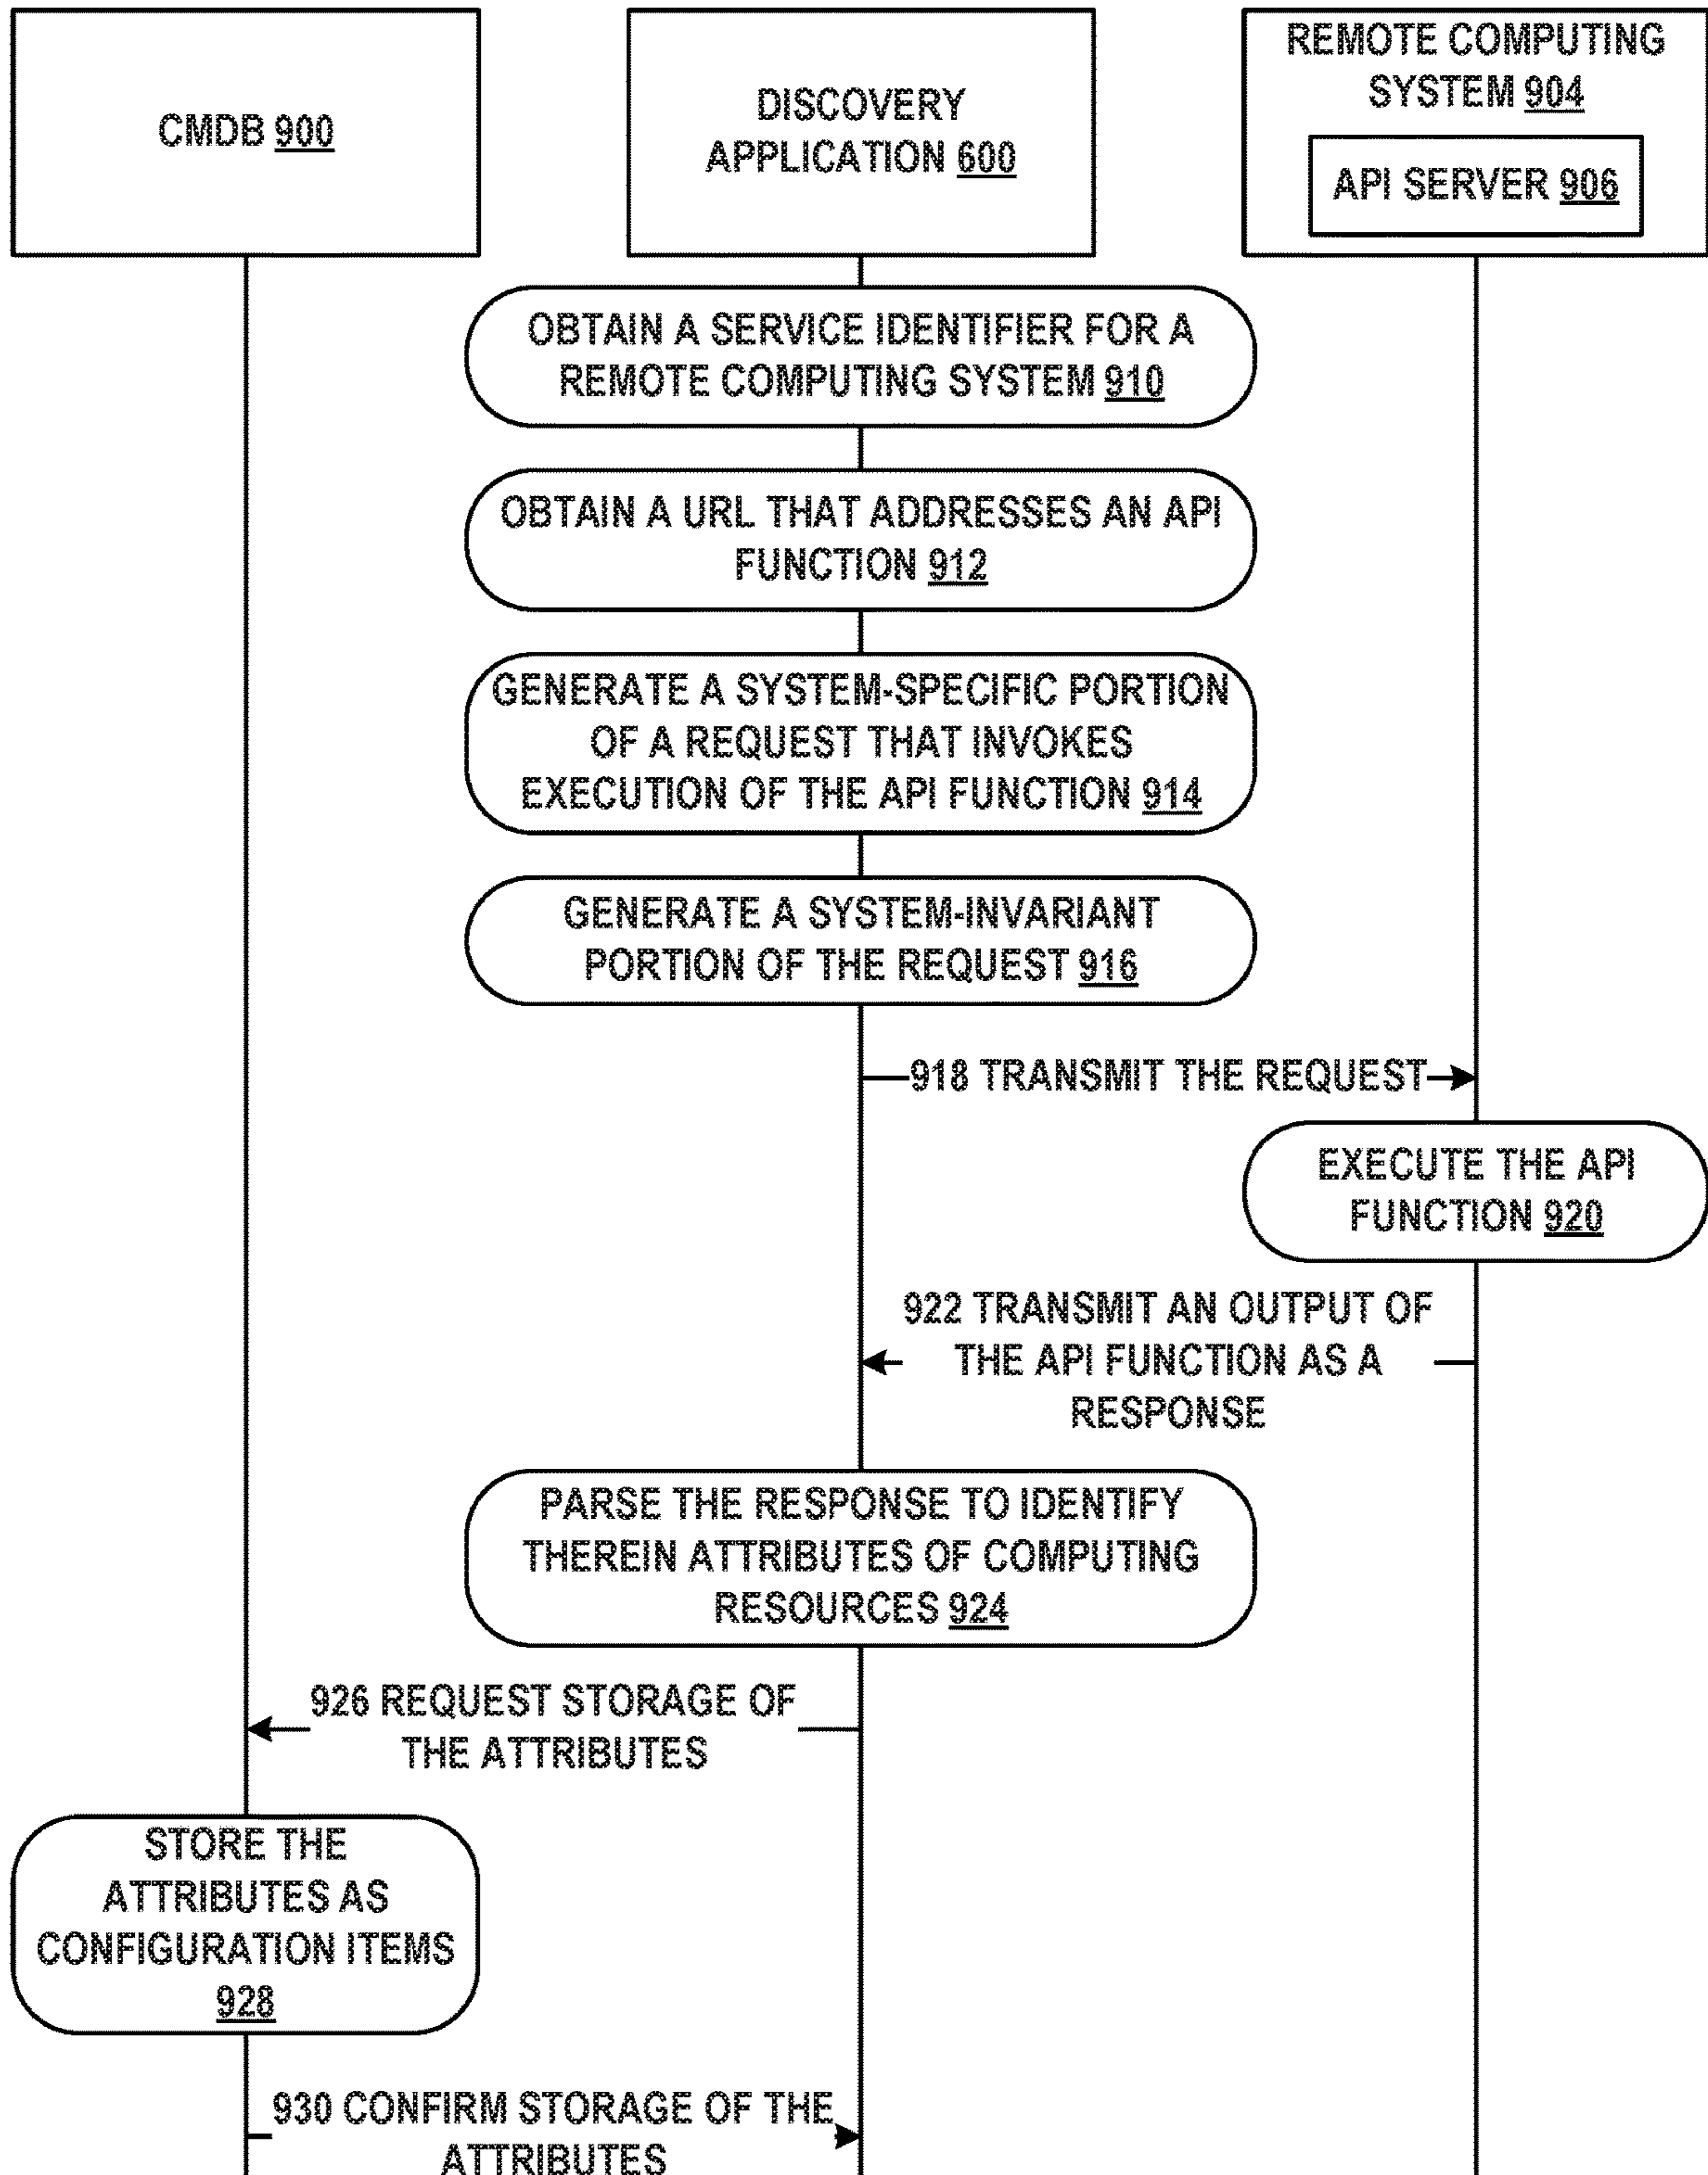 CMDB 900
DISCOVERY
APPLICATION 600
REMOTE COMPUTING
SYSTEM 904
API SERVER 906
OBTAIN A SERVICE IDENTIFIER FOR A
REMOTE COMPUTING SYSTEM 910
OBTAIN A URL THAT ADDRESSES AN API
FUNCTION 912
GENERATE A SYSTEM-SPECIFIC PORTION
OF A REQUEST THAT INVOKES
EXECUTION OF THE API FUNCTION 914
GENERATE A SYSTEM-INVARIANT
PORTION OF THE REQUEST 916
918 TRANSMIT THE REQUEST
EXECUTE THE API
FUNCTION 920
922 TRANSMIT AN OUTPUT OF
THE API FUNCTION AS A
RESPONSE
PARSE THE RESPONSE TO IDENTIFY
THEREIN ATTRIBUTES OF COMPUTING
RESOURCES 924
926 REQUEST STORAGE OF
THE ATTRIBUTES
STORE THE
ATTRIBUTES AS
CONFIGURATION ITEMS
928
930 CONFIRM STORAGE OF THE
ATTRIBUTES